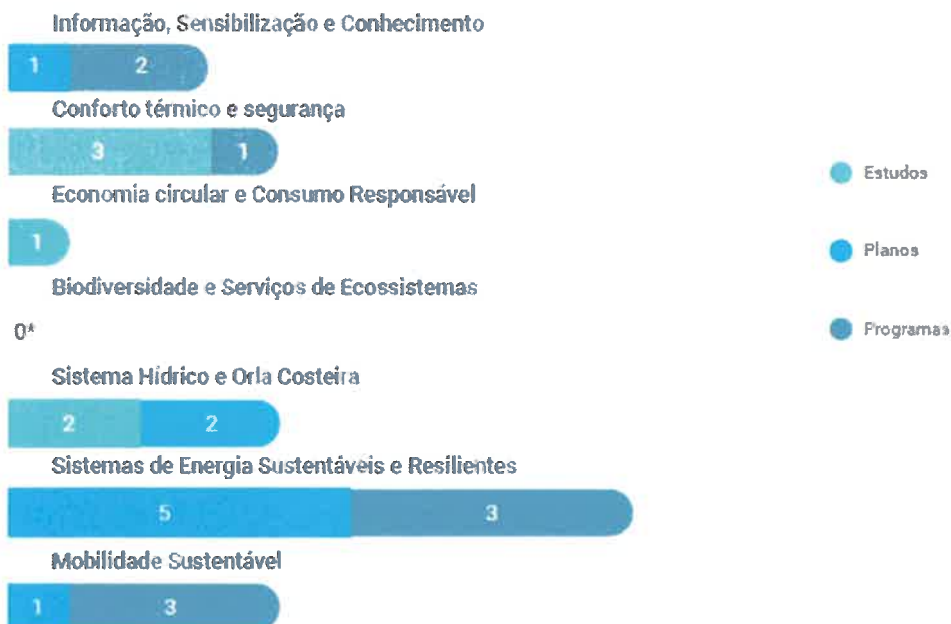 Informação, Sensibilização e Conhecimento
1 2
Conforto térmico e segurança
3 1
Economia circular e Consumo Responsável
1
Biodiversidade e Serviços de Ecossistemas
0*
Sistema Hídrico e Orla Costeira
2 2
Sistemas de Energia Sustentáveis e Resilientes
5 3
Mobilidade Sustentável
1 3
Estudos
Planos
Programas